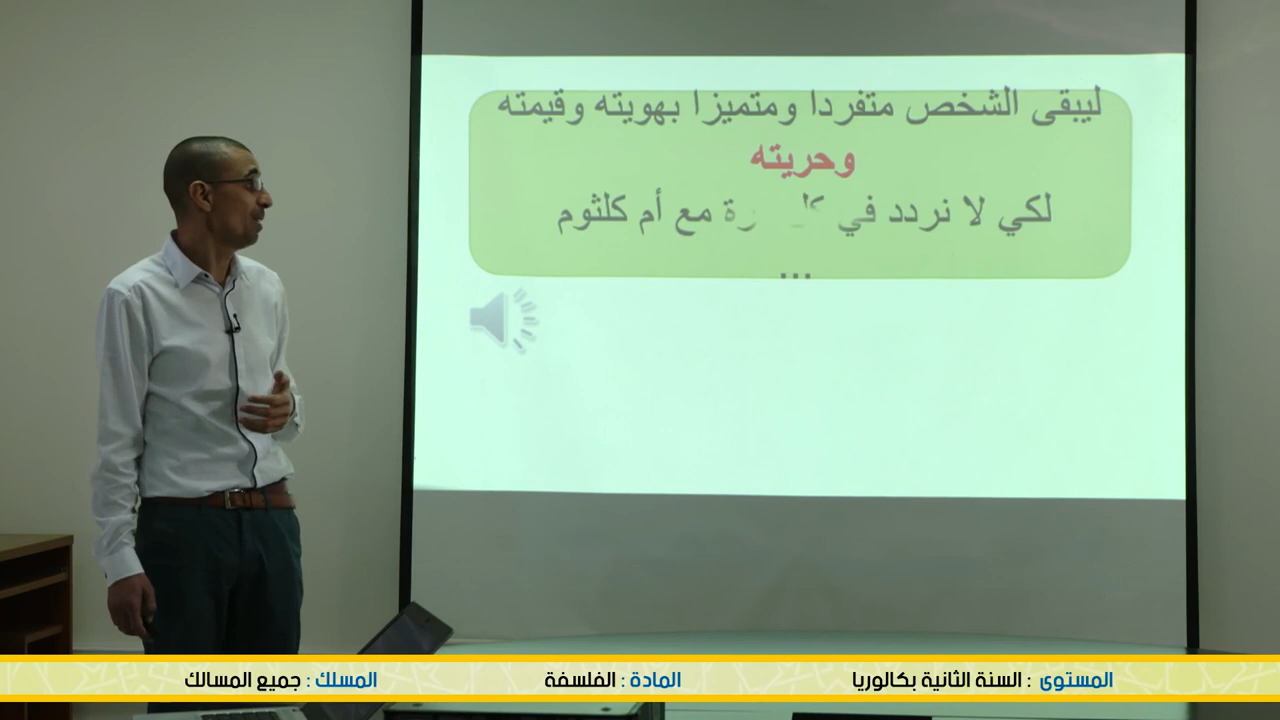 ليبقى الشخص متفردا ومتميزا بهويته وقيمته
وحريته
لكي لا نردد في مع أم كلثوم
...
المستوى : السنة الثانية بكالوريا
المادة : الفلسفة
المسلك : جميع المسالك